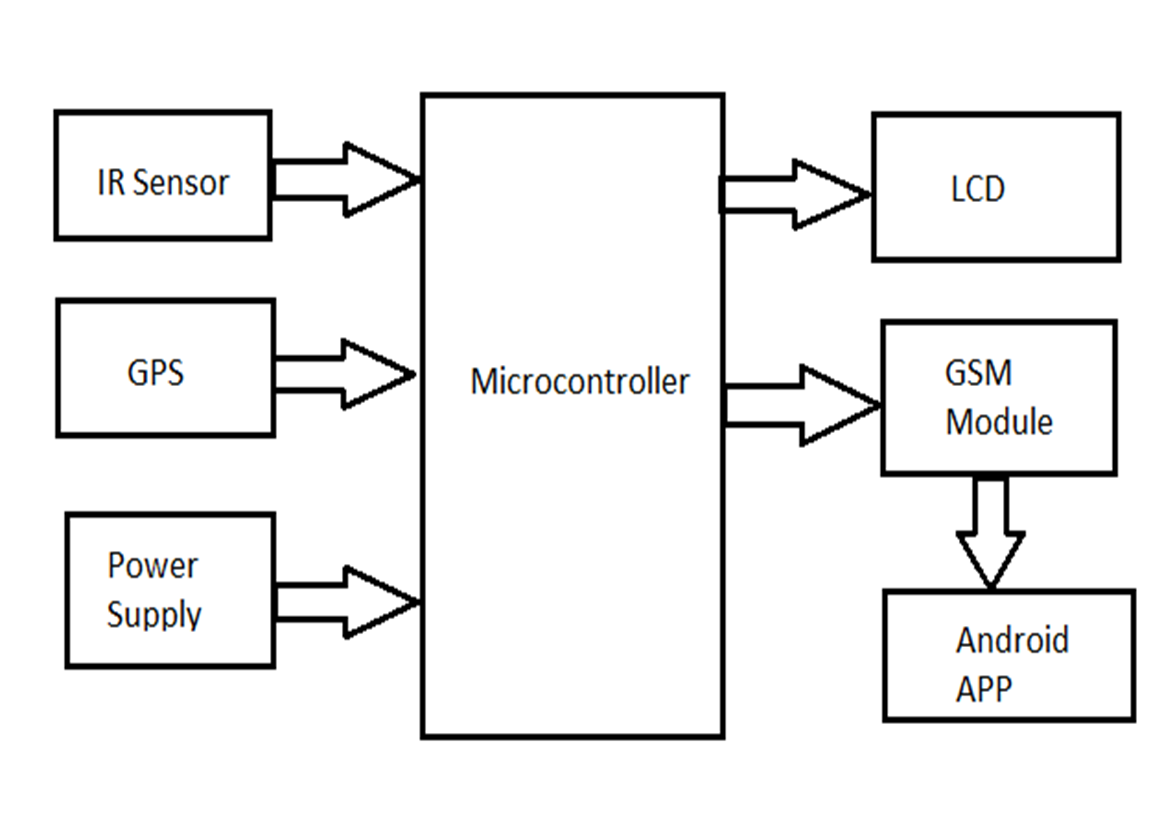 IR Sensor
GPS
Power
Supply
Microcontroller
LCD
GSM
Module
Android
APP